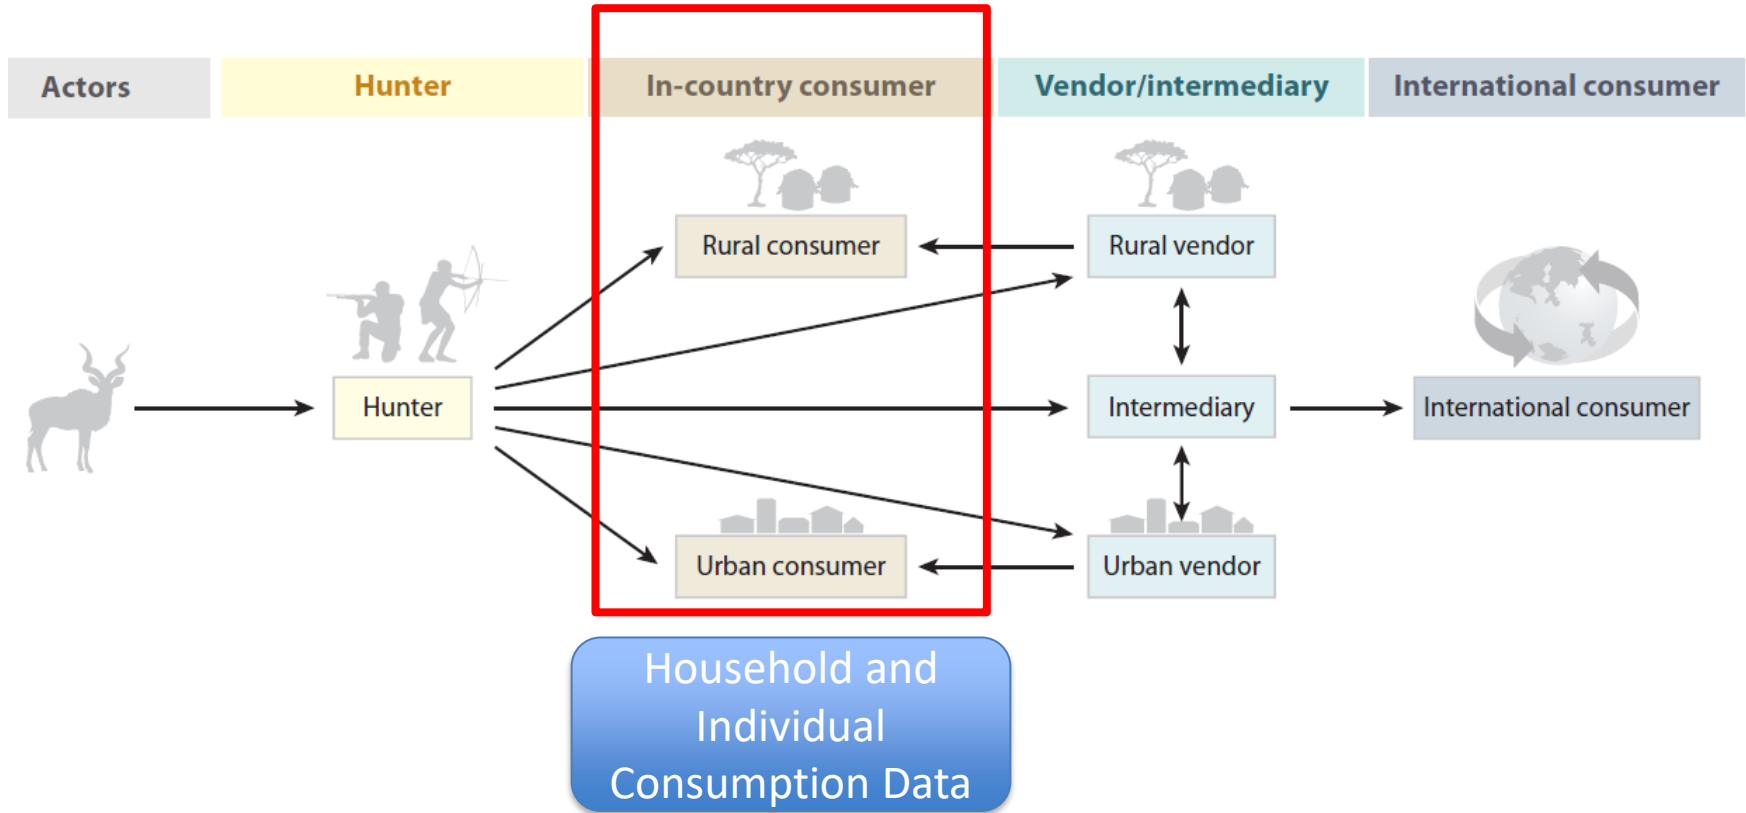 Actors
Hunter
In-country consumer
Vendor/intermediary
International consumer
Rural consumer
Rural vendor
Hunter
Intermediary
International consumer
Urban consumer
Urban vendor
Household and
Individual
Consumption Data